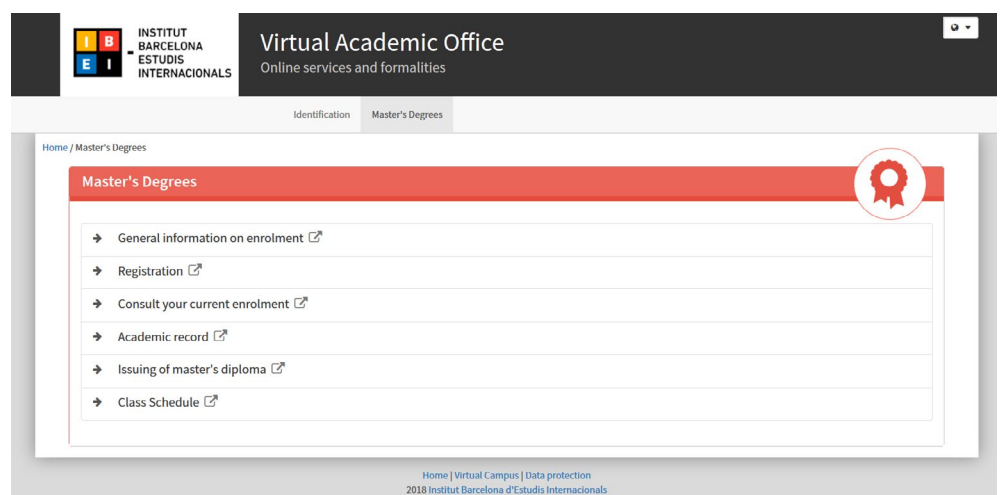 I B
E I
INSTITUT
BARCELONA
ESTUDIS
INTERNACIONALS
Virtual Academic Office
Online services and formalities
Identification Master's Degrees
Home / Master's Degrees
Master's Degrees
General information on enrolment
Registration
Consult your current enrolment
Academic record
Issuing of master's diploma
Class Schedule
Home | Virtual Campus | Data protection
2018 Institut Barcelona d'Estudis Internacionals